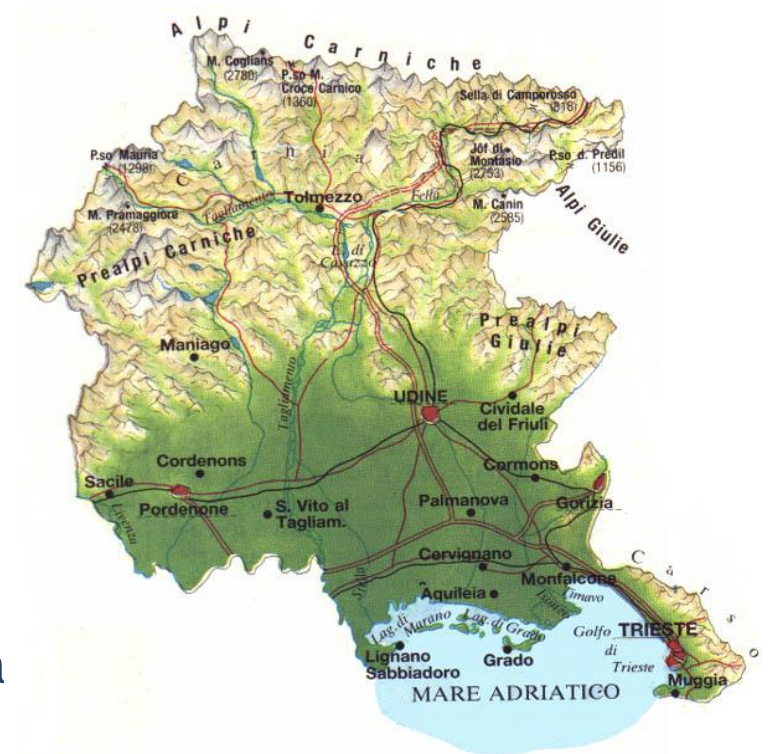 Alpi Carniche
M. Coglians
(2780)
P.so M.
Croce Carnico
(1360)
Sella di Camporosso
(816)
P.so Mauria
(1298)
Carnia
Jôf di
Montasio
(2753)
P.so d. Predil
(1156)
Tolmezzo
Fella
M. Canin
(2585)
Alpi Giulie
M. Pramaggiore
(2478)
Tagliamento
Prealpi Carniche
L. di
Cavazzo
Prealpi
Giulie
Maniago
Tagliamento
UDINE
Cividale
del Friuli
Cordenons
Cormons
Sacile
Pordenone
Livenza
S. Vito al
Tagliam.
Palmanova
Gorizia
Cervignano
Monfalcone
Carso
Stella
Aquileia
Isonzo
Timavo
Lag. di
Marano
Lag. di Grado
Golfo
di
Trieste
TRIESTE
Lignano
Sabbiadoro
Grado
Muggia
MARE ADRIATICO